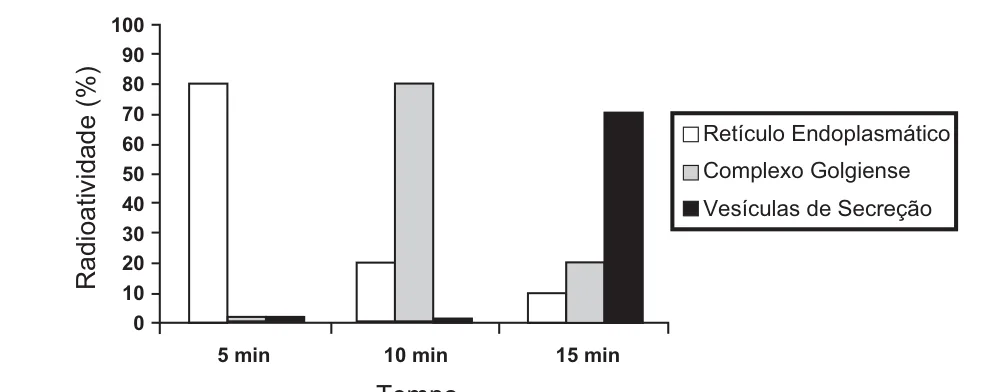 Radioatividade (%)
100
90
80
70
60
50
40
30
20
10
0
5 min
10 min
15 min
Tempo
Retículo Endoplasmático
Complexo Golgiense
Vesículas de Secreção